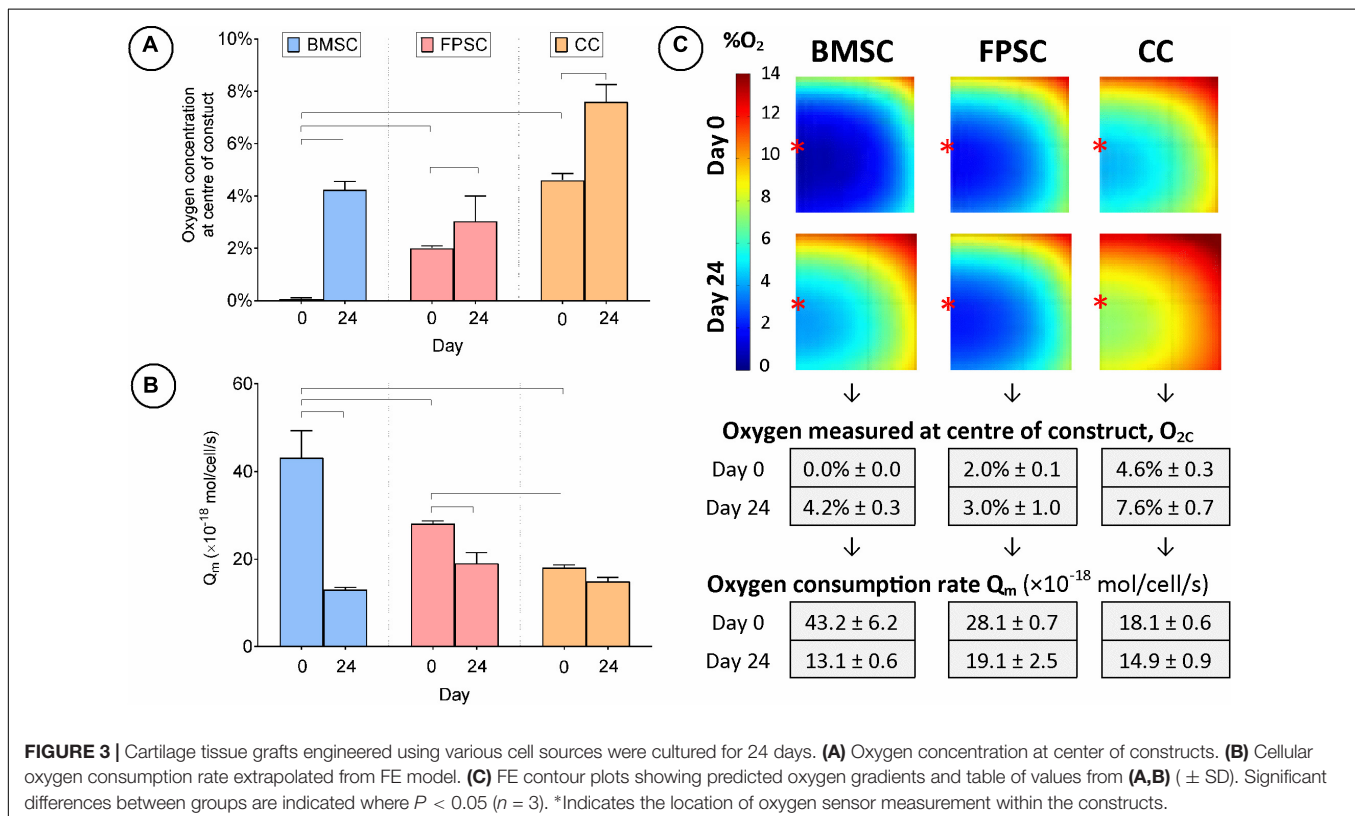 A
BMSC
FPSC
CC
10%
8%
6%
4%
2%
0%
Oxygen concentration
at centre of constuct
0 24 0 24 0 24
Day
B
60
40
20
0
Qm (×10-18 mol/cell/s)
0 24 0 24 0 24
Day
C
%O2
BMSC FPSC CC
14
12
10
8
6
4
2
0
Day 0
*
*
*
Day 24
*
*
*
↓ ↓ ↓
Oxygen measured at centre of construct, O2C
Day 0 0.0% ± 0.0 2.0% ± 0.1 4.6% ± 0.3
Day 24 4.2% ± 0.3 3.0% ± 1.0 7.6% ± 0.7
↓ ↓ ↓
Oxygen consumption rate Qm (×10-18 mol/cell/s)
Day 0 43.2 ± 6.2 28.1 ± 0.7 18.1 ± 0.6
Day 24 13.1 ± 0.6 19.1 ± 2.5 14.9 ± 0.9
FIGURE 3 | Cartilage tissue grafts engineered using various cell sources were cultured for 24 days. (A) Oxygen concentration at center of constructs. (B) Cellular
oxygen consumption rate extrapolated from FE model. (C) FE contour plots showing predicted oxygen gradients and table of values from (A,B) ( ± SD). Significant
differences between groups are indicated where P < 0.05 (n = 3). *Indicates the location of oxygen sensor measurement within the constructs.